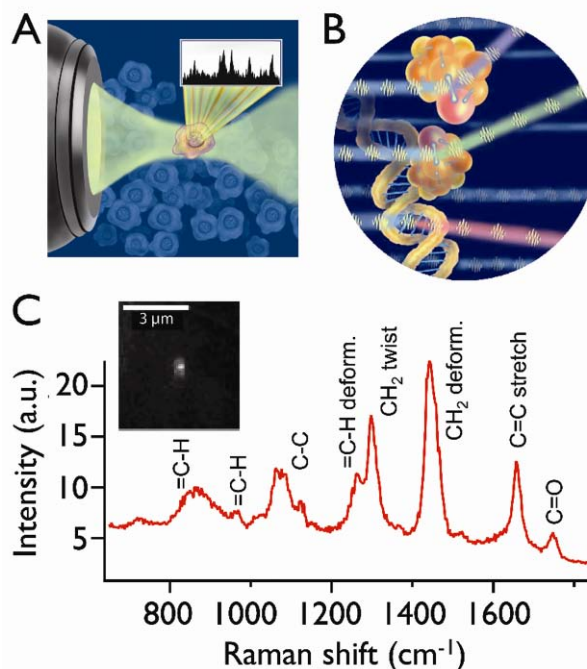 A
B
C
3 µm
=C-H
=C-H
C-C
=C-H deform.
CH₂ twist
CH₂ deform.
C=C stretch
C=O
Intensity (a.u.)
20
15
10
5
800 1000 1200 1400 1600
Raman shift (cm⁻¹)